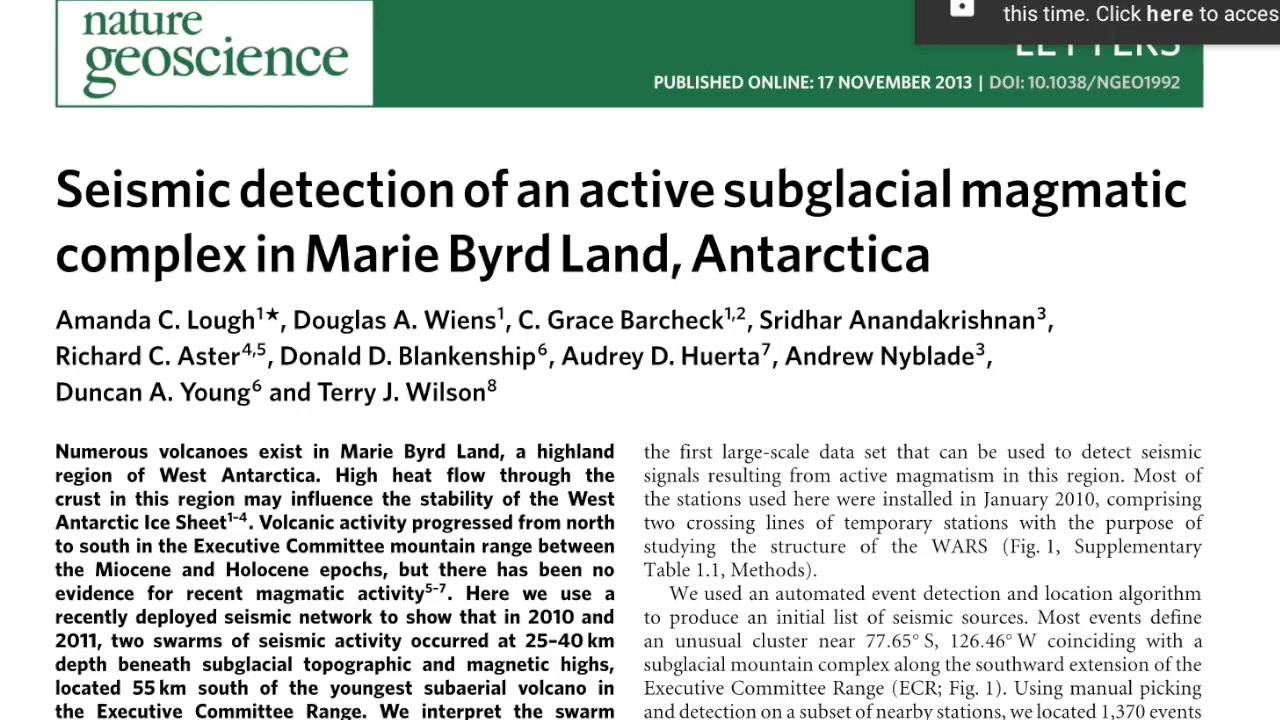 nature
geoscience
this time. Click here to acces
LETTERS
PUBLISHED ONLINE: 17 NOVEMBER 2013 | DOI: 10.1038/NGEO1992
Seismic detection of an active subglacial magmatic
complex in Marie Byrd Land, Antarctica
Amanda C. Lough¹★, Douglas A. Wiens¹, C. Grace Barcheck¹,², Sridhar Anandakrishnan³,
Richard C. Aster⁴,⁵, Donald D. Blankenship⁶, Audrey D. Huerta⁷, Andrew Nyblade³,
Duncan A. Young⁶ and Terry J. Wilson⁸
Numerous volcanoes exist in Marie Byrd Land, a highland
region of West Antarctica. High heat flow through the
crust in this region may influence the stability of the West
Antarctic Ice Sheet¹⁻⁴. Volcanic activity progressed from north
to south in the Executive Committee mountain range between
the Miocene and Holocene epochs, but there has been no
evidence for recent magmatic activity⁵⁻⁷. Here we use a
recently deployed seismic network to show that in 2010 and
2011, two swarms of seismic activity occurred at 25–40 km
depth beneath subglacial topographic and magnetic highs,
located 55 km south of the youngest subaerial volcano in
the Executive Committee Range. We interpret the swarm
the first large-scale data set that can be used to detect seismic
signals resulting from active magmatism in this region. Most of
the stations used here were installed in January 2010, comprising
two crossing lines of temporary stations with the purpose of
studying the structure of the WARS (Fig. 1, Supplementary
Table 1.1, Methods).
We used an automated event detection and location algorithm
to produce an initial list of seismic sources. Most events define
an unusual cluster near 77.65° S, 126.46° W coinciding with a
subglacial mountain complex along the southward extension of the
Executive Committee Range (ECR; Fig. 1). Using manual picking
and detection on a subset of nearby stations, we located 1,370 events